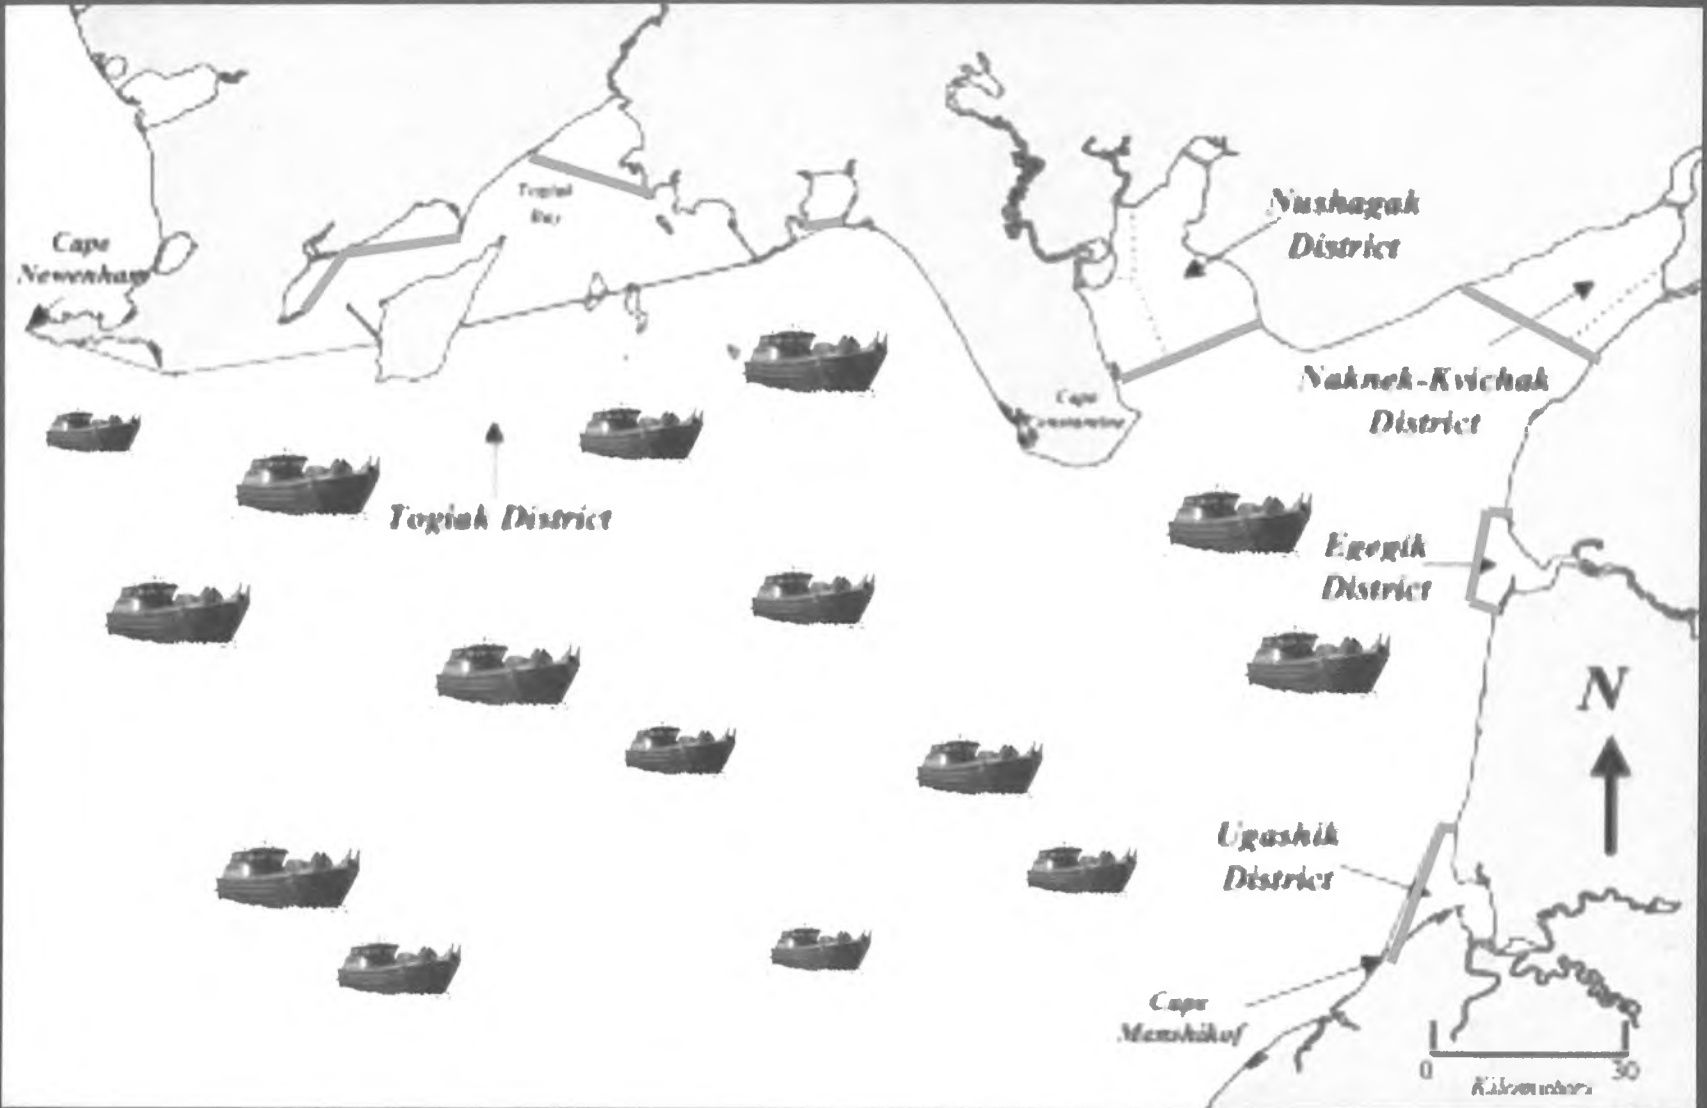 Togiak
Bay
Nushagak
District
Cape
Newenham
Naknek-Kvichak
District
Cape
Constantine
Togiak District
Egegik
District
N
Ugashik
District
Cape
Menshikof
0 30
Kilometers